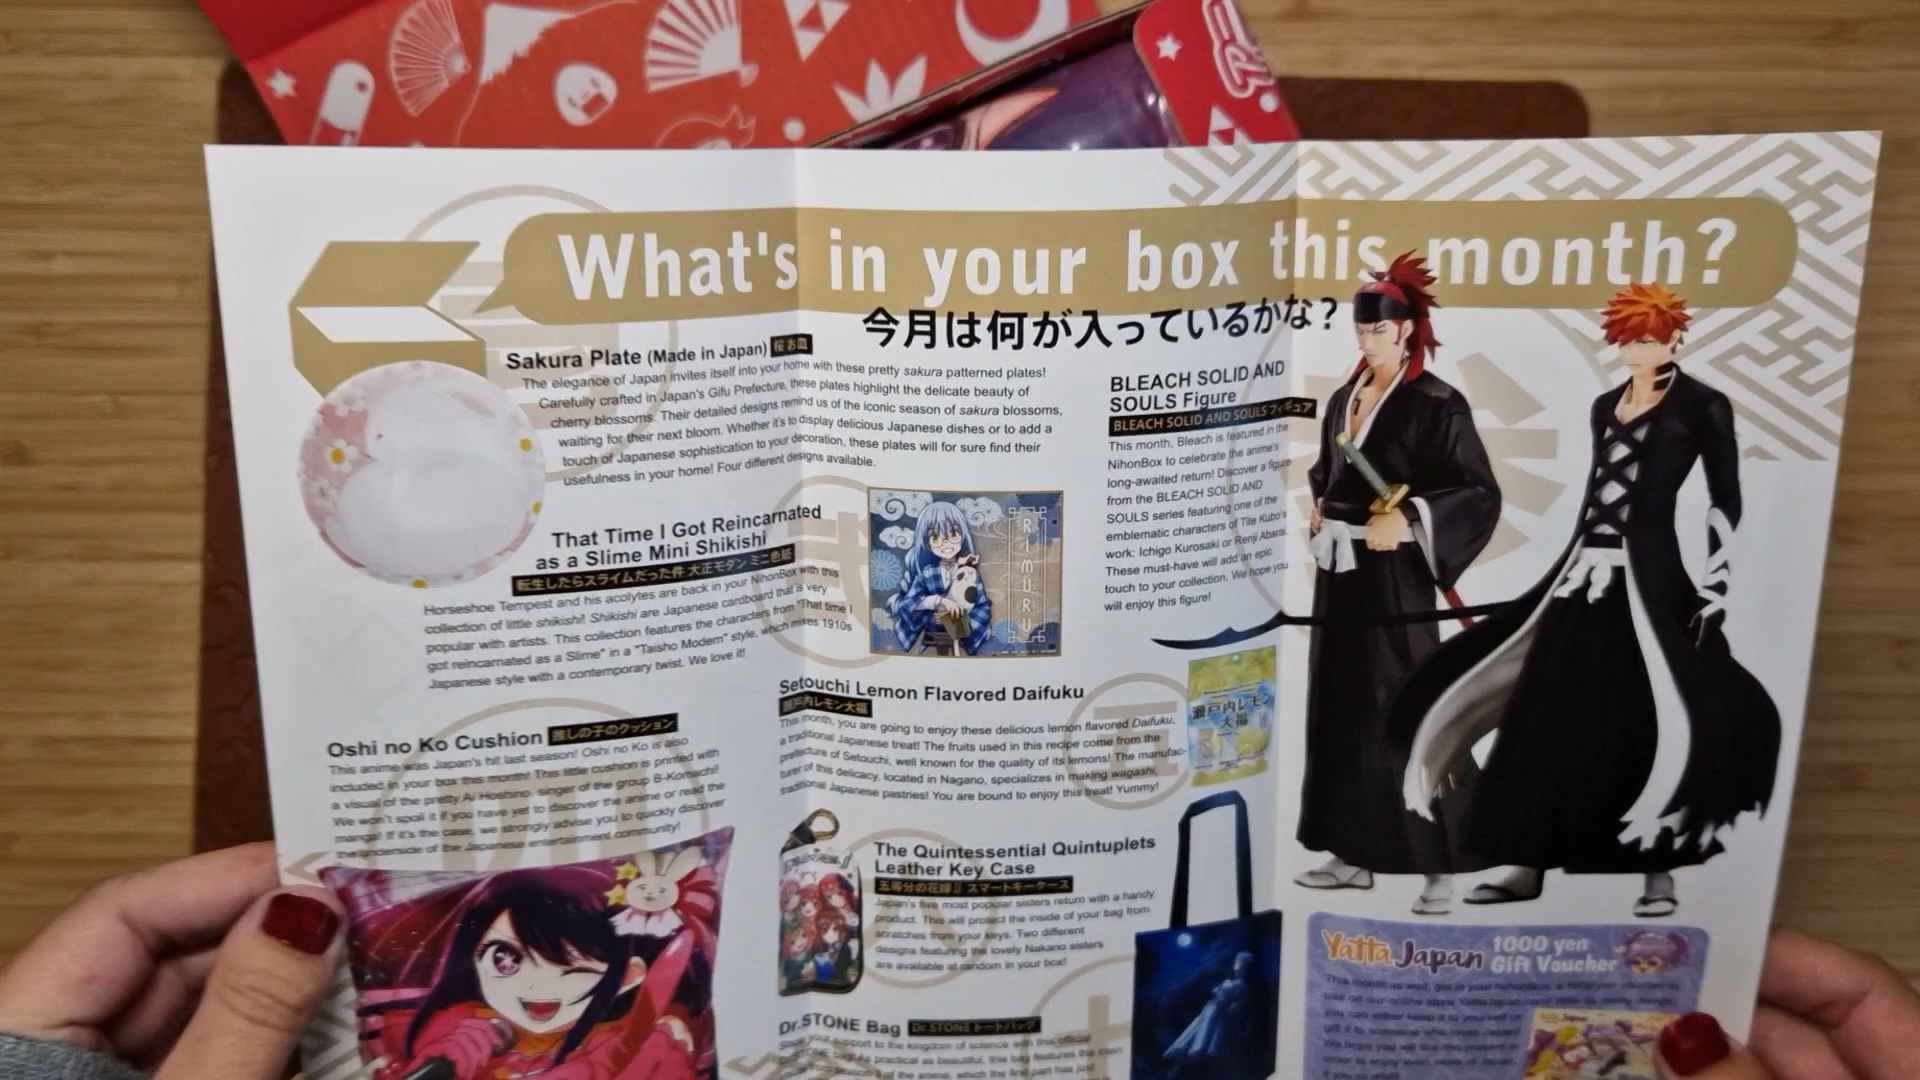 What's in your box this month?
今月は何が入っているかな？
Sakura Plate (Made in Japan) 桜お皿
The elegance of Japan invites itself into your home with these pretty sakura patterned plates!
Carefully crafted in Japan's Gifu Prefecture, these plates highlight the delicate beauty of
cherry blossoms. Their detailed designs remind us of the iconic season of sakura blossoms,
waiting for their next bloom. Whether it's to display delicious Japanese dishes or to add a
touch of Japanese sophistication to your decoration, these plates will for sure find their
usefulness in your home! Four different designs available.
That Time I Got Reincarnated
as a Slime Mini Shikishi
転生したらスライムだった件 大正モダン ミニ色紙
Horseshoe Tempest and his acolytes are back in your NihonBox with this
collection of little shikishi! Shikishi are Japanese cardboard that is very
popular with artists. This collection features the characters from "That time I
got reincarnated as a Slime" in a "Taisho Modern" style, which mixes 1910s
Japanese style with a contemporary twist. We love it!
RIMURU
BLEACH SOLID AND
SOULS Figure
BLEACH SOLID AND SOULS フィギュア
This month, Bleach is featured in the
NihonBox to celebrate the anime's
long-awaited return! Discover a figure
from the BLEACH SOLID AND
SOULS series featuring one of the
emblematic characters of Tite Kubo's
work: Ichigo Kurosaki or Renji Abarai.
These must-have will add an epic
touch to your collection. We hope you
will enjoy this figure!
Oshi no Ko Cushion 推しの子のクッション
This anime was Japan's hit last season! Oshi no Ko is also
included in your box this month! This little cushion is printed with
a visual of the pretty Ai Hoshino, singer of the group B-Komachi!
We won't spoil it if you have yet to discover the anime or read the
manga! If it's the case, we strongly advise you to quickly discover
the underside of the Japanese entertainment community!
Setouchi Lemon Flavored Daifuku
瀬戸内レモン大福
This month, you are going to enjoy these delicious lemon flavored Daifuku,
a traditional Japanese treat! The fruits used in this recipe come from the
prefecture of Setouchi, well known for the quality of its lemons! The manufac-
turer of this delicacy, located in Nagano, specializes in making wagashi,
traditional Japanese pastries! You are bound to enjoy this treat! Yummy!
瀬戸内レモン
大福
The Quintessential Quintuplets
Leather Key Case
五等分の花嫁∬ スマートキーケース
Japan's five most popular sisters return with a handy
product. This will protect the inside of your bag from
scratches from your keys. Two different
designs featuring the lovely Nakano sisters
are available at random in your box!
Dr.STONE Bag Dr.STONE トートバッグ
Show your support to the kingdom of science with this official
Yatta Japan 1000 yen
Gift Voucher